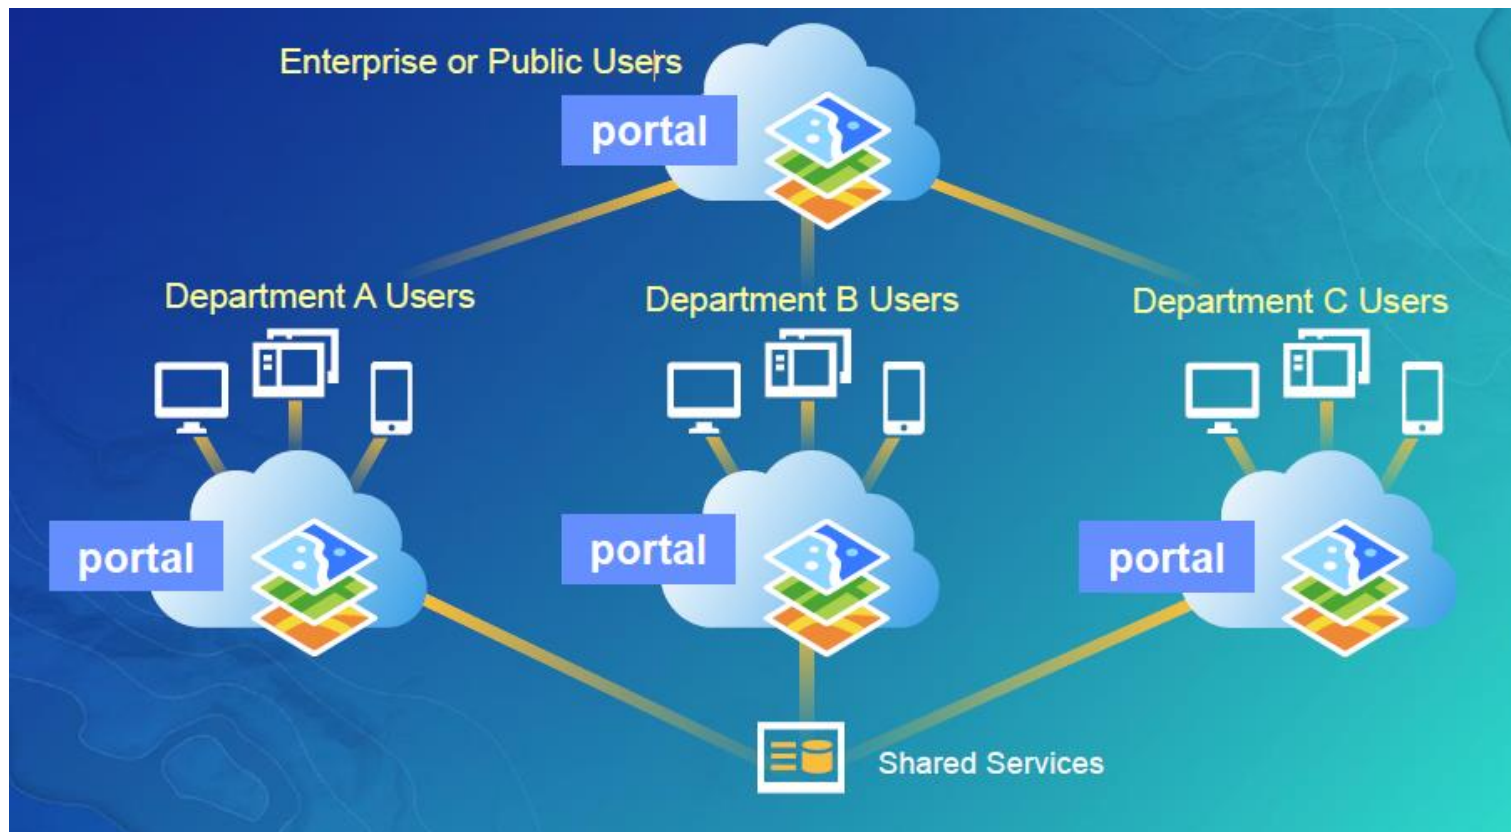 Enterprise or Public Users
portal
Department A Users
Department B Users
Department C Users
portal
portal
portal
Shared Services